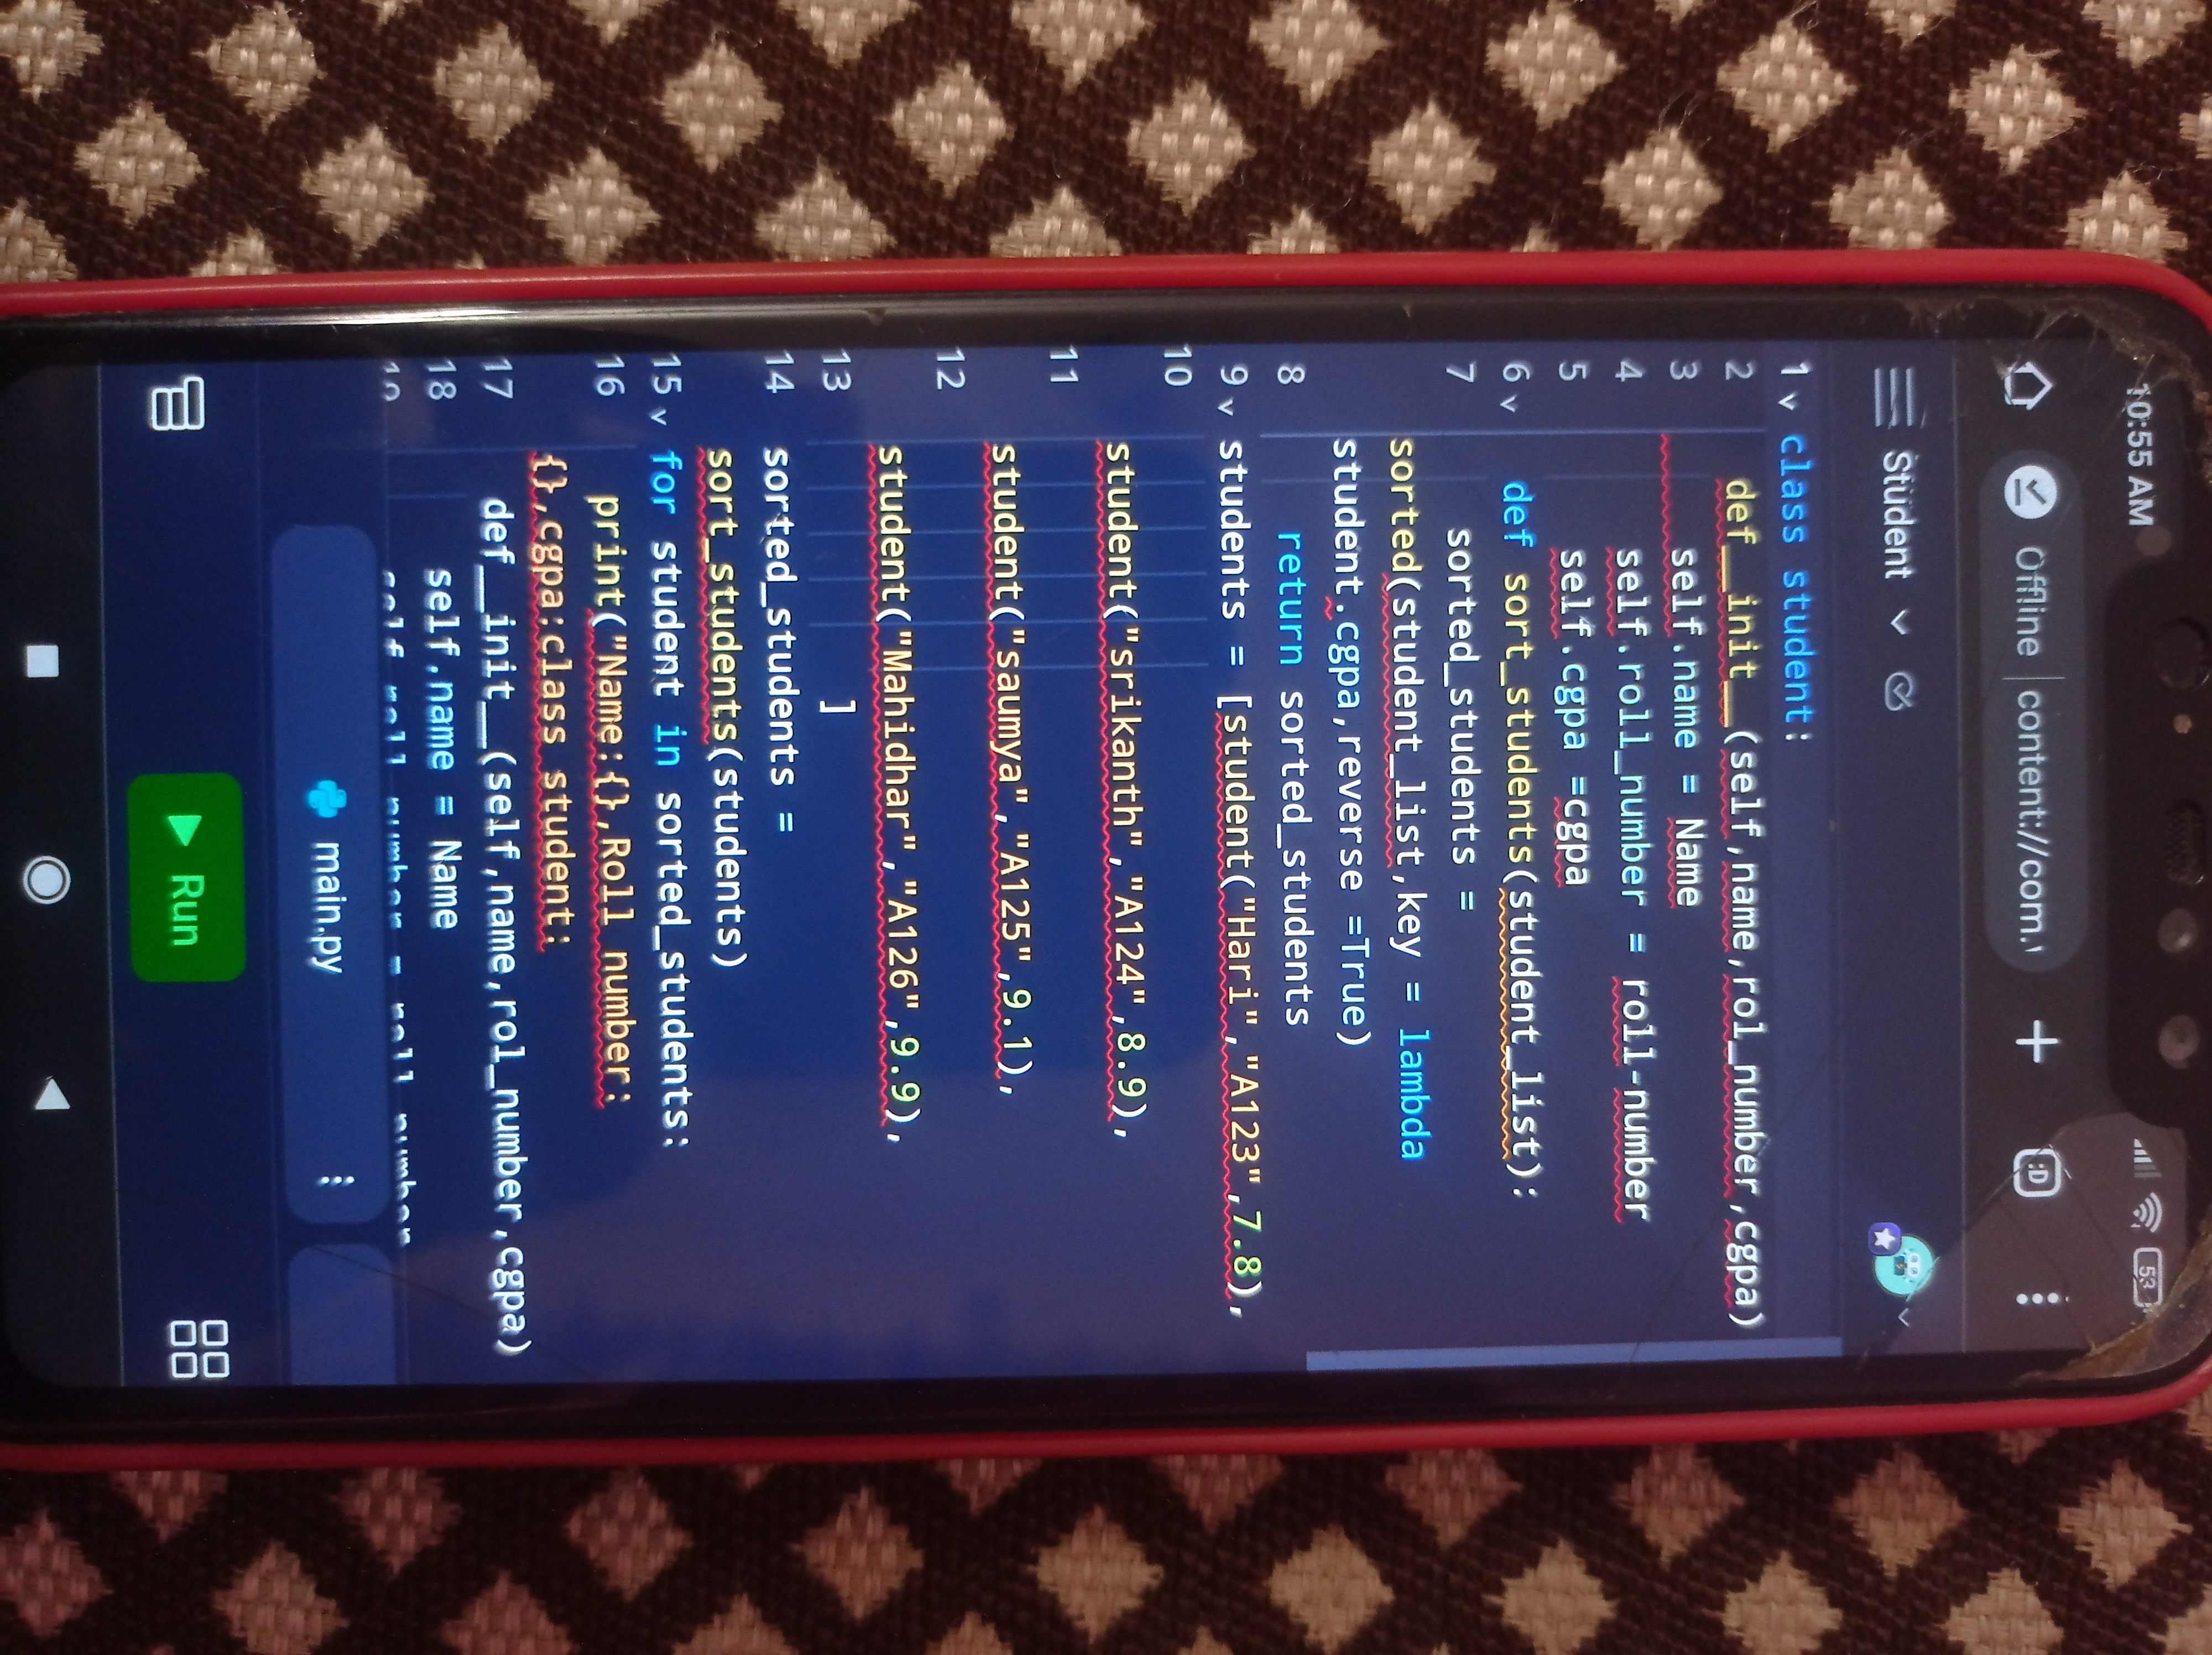 10:55 AM
53
Offline
content://com.
:D
Student
1 class student:
2 def__init__(self,name,rol_number,cgpa)
3 self.name = Name
4 self.roll_number = roil-number
5 self.cgpa =cgpa
6 def sort_students(student_list):
7 sorted_students =
sorted(student_list,key = lambda
student.cgpa,reverse =True)
8 return sorted_students
9 students = [student("Hari","A123",7.8),
10
student("srikanth","A124",8.9),
11
student("saumya","A125",9.1),
12
student("Mahidhar","A126",9.9),
13 ]
14 sorted_students =
sort_students(students)
15 for student in sorted_students:
16 print("Name:{},Roll number:
{},cgpa:class student:
17 def__init__(self,name,rol_number,cgpa)
18 self.name = Name
19 self.roll_number = roll_number
main.py
Run